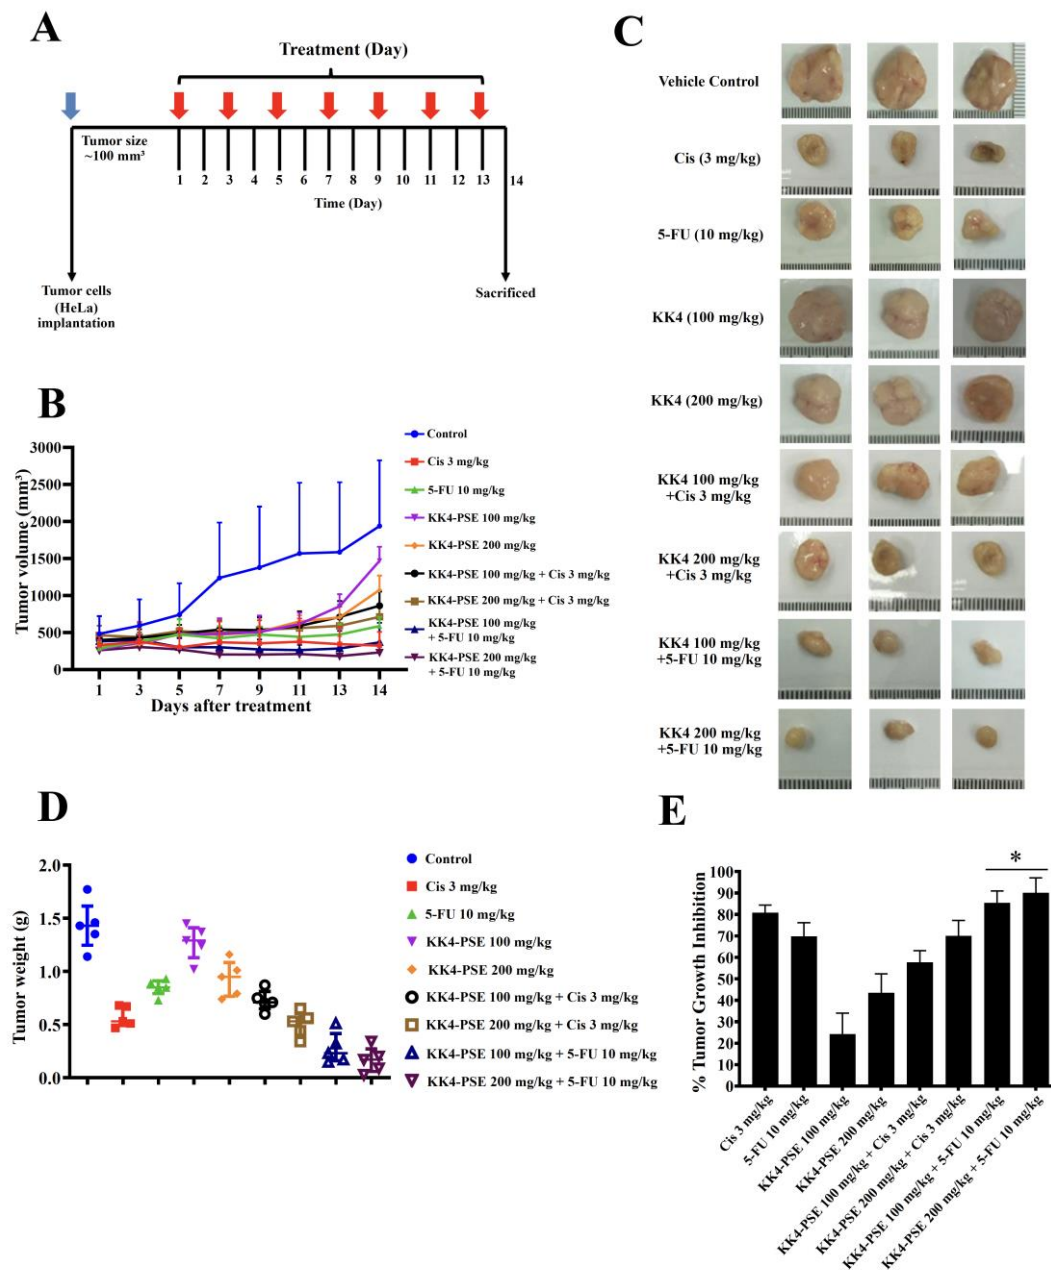 A
Treatment (Day)
Tumor size
~100 mm³
1 2 3 4 5 6 7 8 9 10 11 12 13 14
Time (Day)
Tumor cells
(HeLa)
implantation
Sacrificed
B
Tumor volume (mm³)
3000
2500
2000
1500
1000
500
0
1 3 5 7 9 11 13 14
Days after treatment
Control
Cis 3 mg/kg
5-FU 10 mg/kg
KK4-PSE 100 mg/kg
KK4-PSE 200 mg/kg
KK4-PSE 100 mg/kg + Cis 3 mg/kg
KK4-PSE 200 mg/kg + Cis 3 mg/kg
KK4-PSE 100 mg/kg
+ 5-FU 10 mg/kg
KK4-PSE 200 mg/kg
+ 5-FU 10 mg/kg
C
Vehicle Control
Cis (3 mg/kg)
5-FU (10 mg/kg)
KK4 (100 mg/kg)
KK4 (200 mg/kg)
KK4 100 mg/kg
+Cis 3 mg/kg
KK4 200 mg/kg
+Cis 3 mg/kg
KK4 100 mg/kg
+5-FU 10 mg/kg
KK4 200 mg/kg
+5-FU 10 mg/kg
D
Tumor weight (g)
2.0
1.5
1.0
0.5
0.0
Control
Cis 3 mg/kg
5-FU 10 mg/kg
KK4-PSE 100 mg/kg
KK4-PSE 200 mg/kg
KK4-PSE 100 mg/kg + Cis 3 mg/kg
KK4-PSE 200 mg/kg + Cis 3 mg/kg
KK4-PSE 100 mg/kg + 5-FU 10 mg/kg
KK4-PSE 200 mg/kg + 5-FU 10 mg/kg
E
% Tumor Growth Inhibition
100
90
80
70
60
50
40
30
20
10
0
*
Cis 3 mg/kg
5-FU 10 mg/kg
KK4-PSE 100 mg/kg
KK4-PSE 200 mg/kg
KK4-PSE 100 mg/kg + Cis 3 mg/kg
KK4-PSE 200 mg/kg + Cis 3 mg/kg
KK4-PSE 100 mg/kg + 5-FU 10 mg/kg
KK4-PSE 200 mg/kg + 5-FU 10 mg/kg